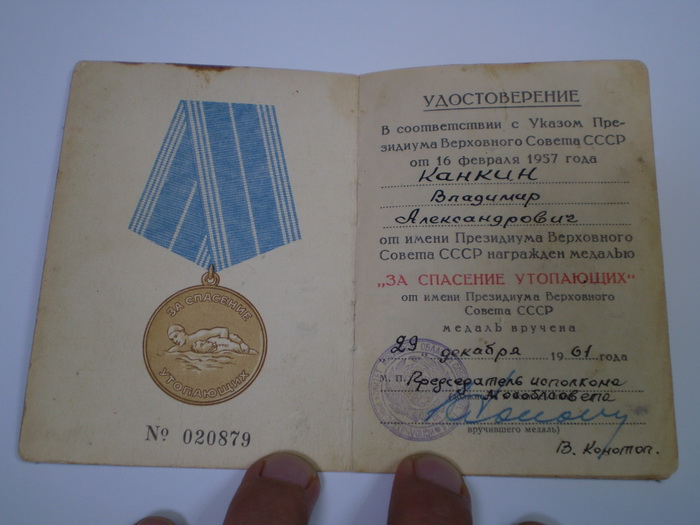 ЗА СПАСЕНИЕ
УТОПАЮЩИХ
№ 020879
УДОСТОВЕРЕНИЕ
В соответствии с Указом Пре-
зидиума Верховного Совета СССР
от 16 февраля 1957 года
Канкин
Владимир
Александрович
от имени Президиума Верховного
Совета СССР награжден медалью
„ЗА СПАСЕНИЕ УТОПАЮЩИХ“
от имени Президиума Верховного
Совета СССР
медаль вручена
„29“ декабря 1961 года
М. П. Председатель исполкома
Мособлсовета
вручившего медаль)
В. Конотоп.